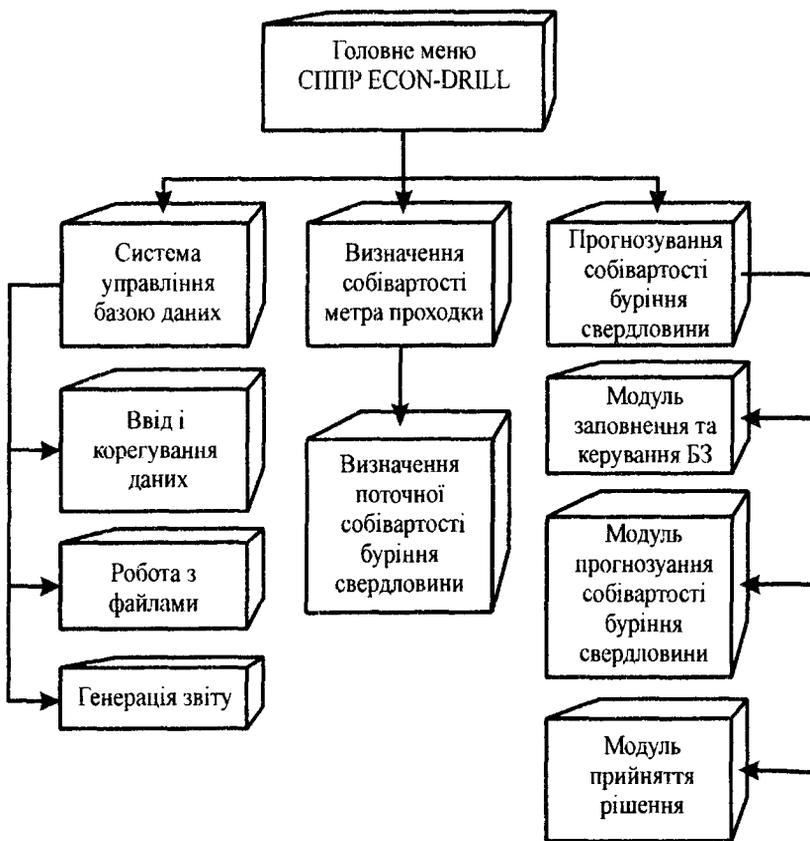 Головне меню
СППР ECON-DRILL
Система
управління
базою даних
Визначення
собівартості
метра проходки
Прогнозування
собівартості
буріння
свердловини
Ввід і
корегування
даних
Робота з
файлами
Генерація звіту
Визначення
поточної
собівартості
буріння
свердловини
Модуль
заповнення та
керування БЗ
Модуль
прогнозуання
собівартості
буріння
свердловини
Модуль
прийняття
рішення